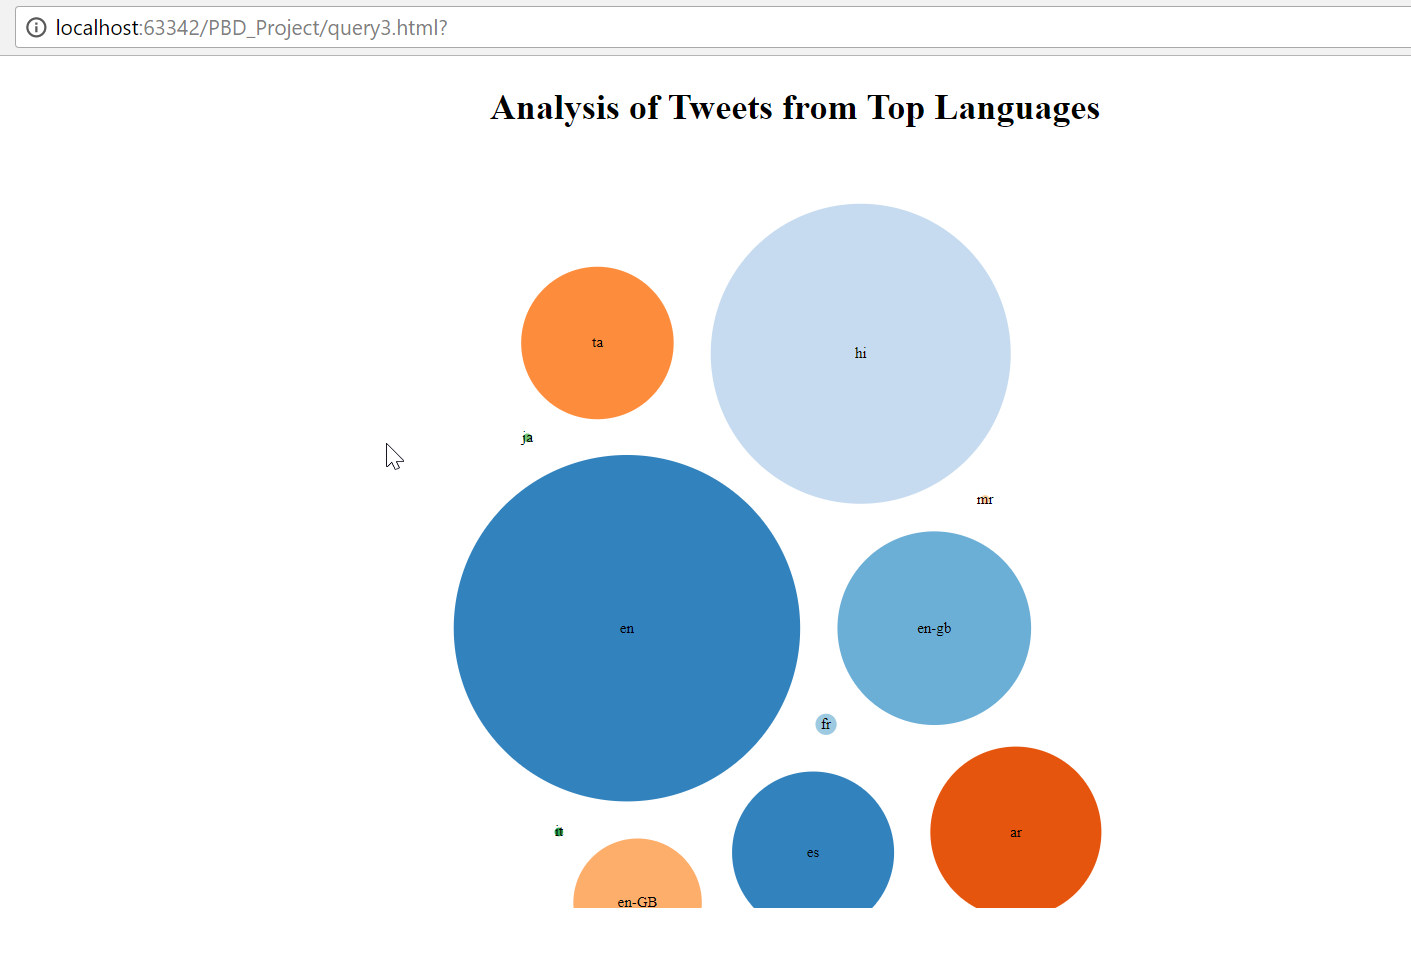 localhost:63342/PBD_Project/query3.html?
Analysis of Tweets from Top Languages
ta
hi
ja
mr
en
en-gb
fr
it
es
ar
en-GB